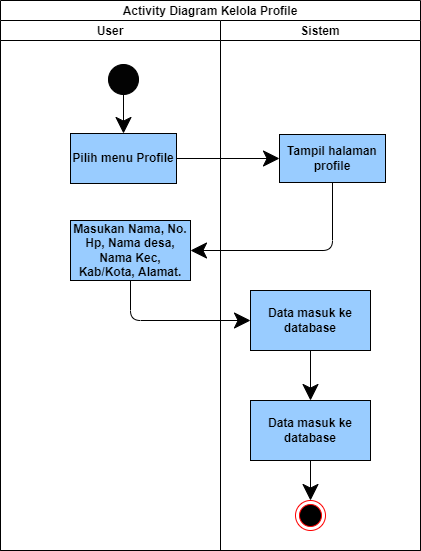 Activity Diagram Kelola Profile
User
Sistem
Pilih menu Profile
Tampil halaman
profile
Masukan Nama, No.
Hp, Nama desa,
Nama Kec,
Kab/Kota, Alamat.
Data masuk ke
database
Data masuk ke
database